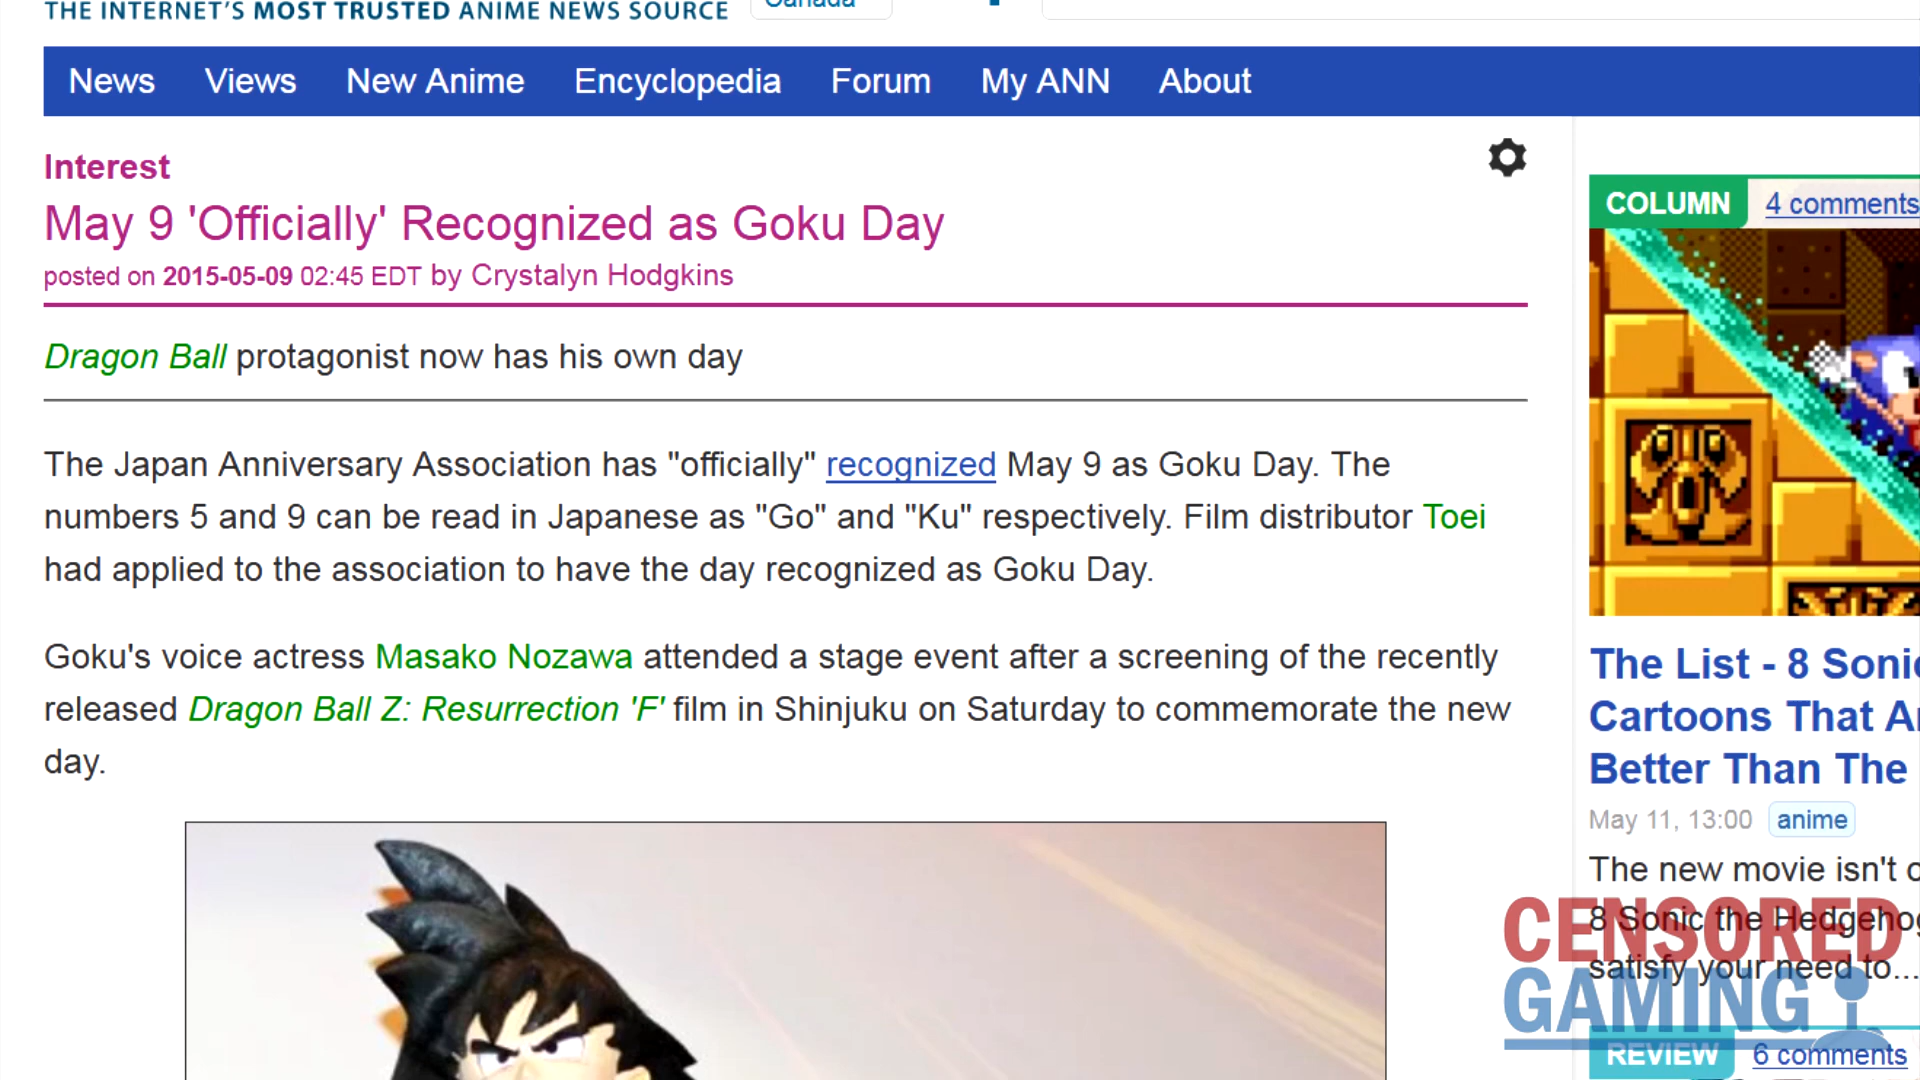 THE INTERNET'S MOST TRUSTED ANIME NEWS SOURCE
Canada
News Views New Anime Encyclopedia Forum My ANN About
Interest
May 9 'Officially' Recognized as Goku Day
posted on 2015-05-09 02:45 EDT by Crystalyn Hodgkins
Dragon Ball protagonist now has his own day
The Japan Anniversary Association has "officially" recognized May 9 as Goku Day. The
numbers 5 and 9 can be read in Japanese as "Go" and "Ku" respectively. Film distributor Toei
had applied to the association to have the day recognized as Goku Day.
Goku's voice actress Masako Nozawa attended a stage event after a screening of the recently
released Dragon Ball Z: Resurrection 'F' film in Shinjuku on Saturday to commemorate the new
day.
COLUMN 4 comments
The List - 8 Sonic
Cartoons That
Better Than The
May 11, 13:00 anime
The new movie isn't
8 Sonic the Hedgehog
satisfy your need to...
REVIEW 6 comments
CENSORED
GAMING